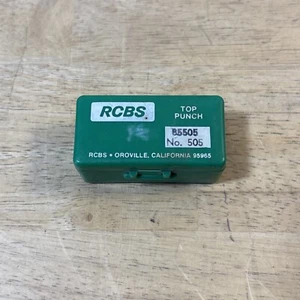 RCBS.
TOP
PUNCH
85505
No. 505
RCBS • OROVILLE, CALIFORNIA 95965